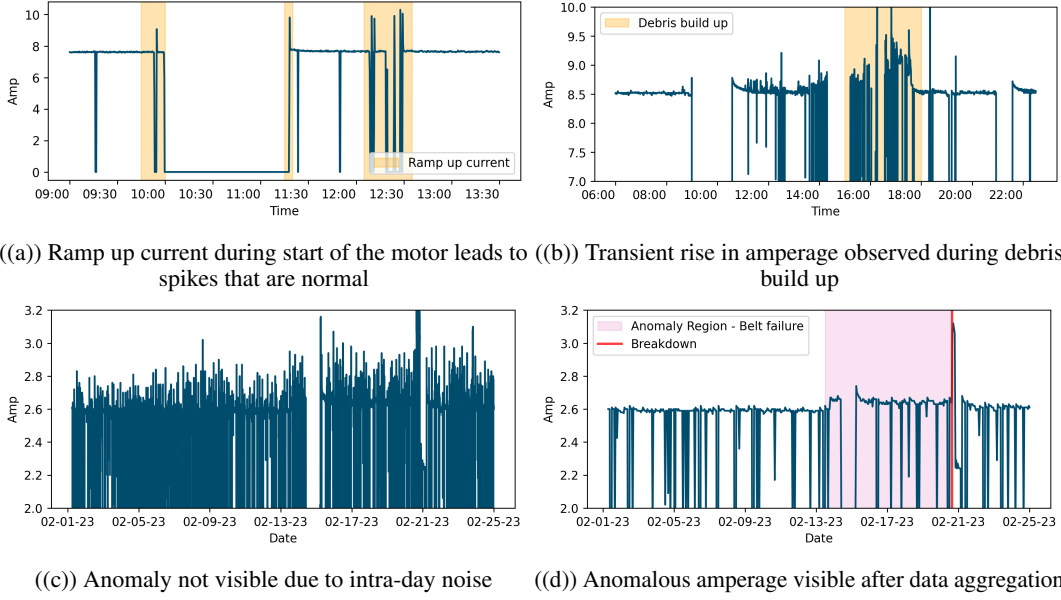 10
8
6
4
2
0
Amp
Ramp up current
09:00 09:30 10:00 10:30 11:00 11:30 12:00 12:30 13:00 13:30
Time
10.0
9.5
9.0
8.5
8.0
7.5
7.0
Amp
Debris build up
06:00 08:00 10:00 12:00 14:00 16:00 18:00 20:00 22:00
Time
((a)) Ramp up current during start of the motor leads to
spikes that are normal
((b)) Transient rise in amperage observed during debris
build up
3.2
3.0
2.8
2.6
2.4
2.2
2.0
Amp
02-01-23 02-05-23 02-09-23 02-13-23 02-17-23 02-21-23 02-25-23
Date
3.2
3.0
2.8
2.6
2.4
2.2
2.0
Amp
Anomaly Region - Belt failure
Breakdown
02-01-23 02-05-23 02-09-23 02-13-23 02-17-23 02-21-23 02-25-23
Date
((c)) Anomaly not visible due to intra-day noise
((d)) Anomalous amperage visible after data aggregation